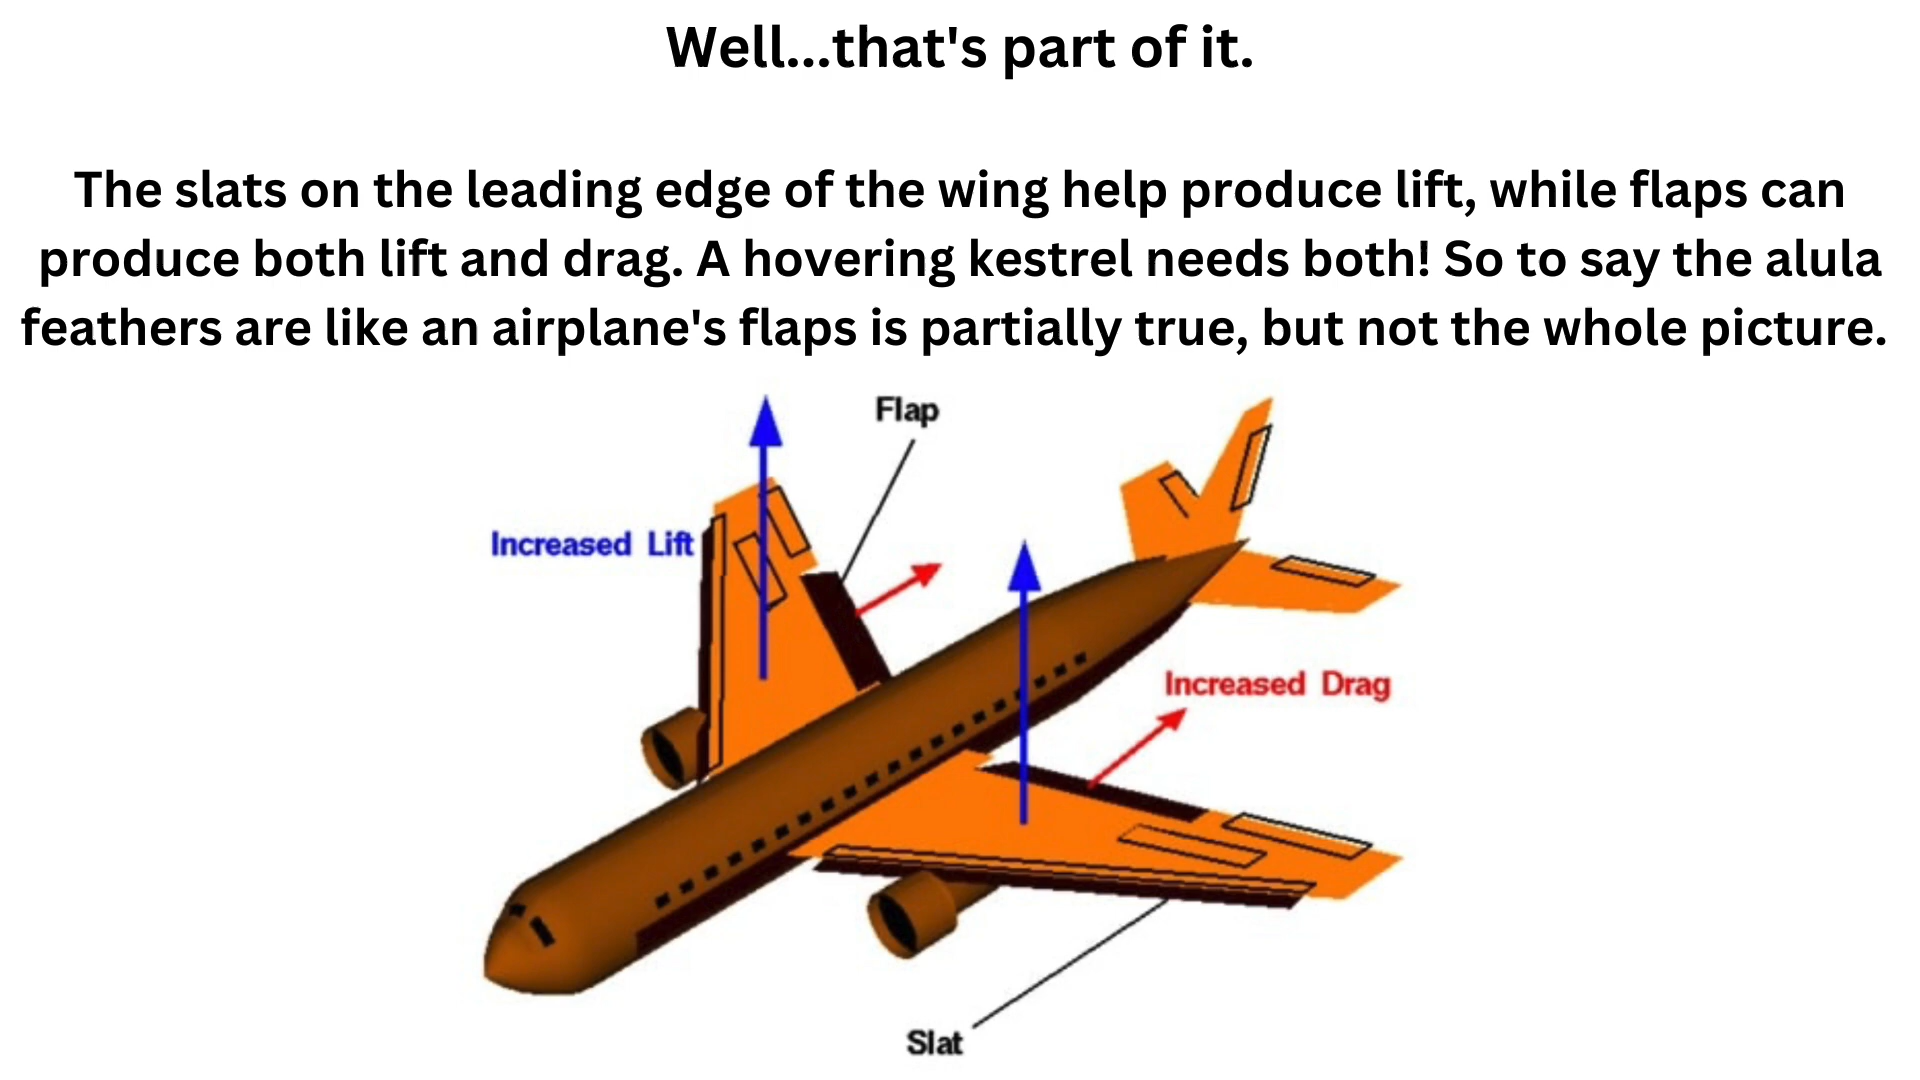 Well...that's part of it.
The slats on the leading edge of the wing help produce lift, while flaps can
produce both lift and drag. A hovering kestrel needs both! So to say the alula
feathers are like an airplane's flaps is partially true, but not the whole picture.
Flap
Increased Lift
Increased Drag
Slat